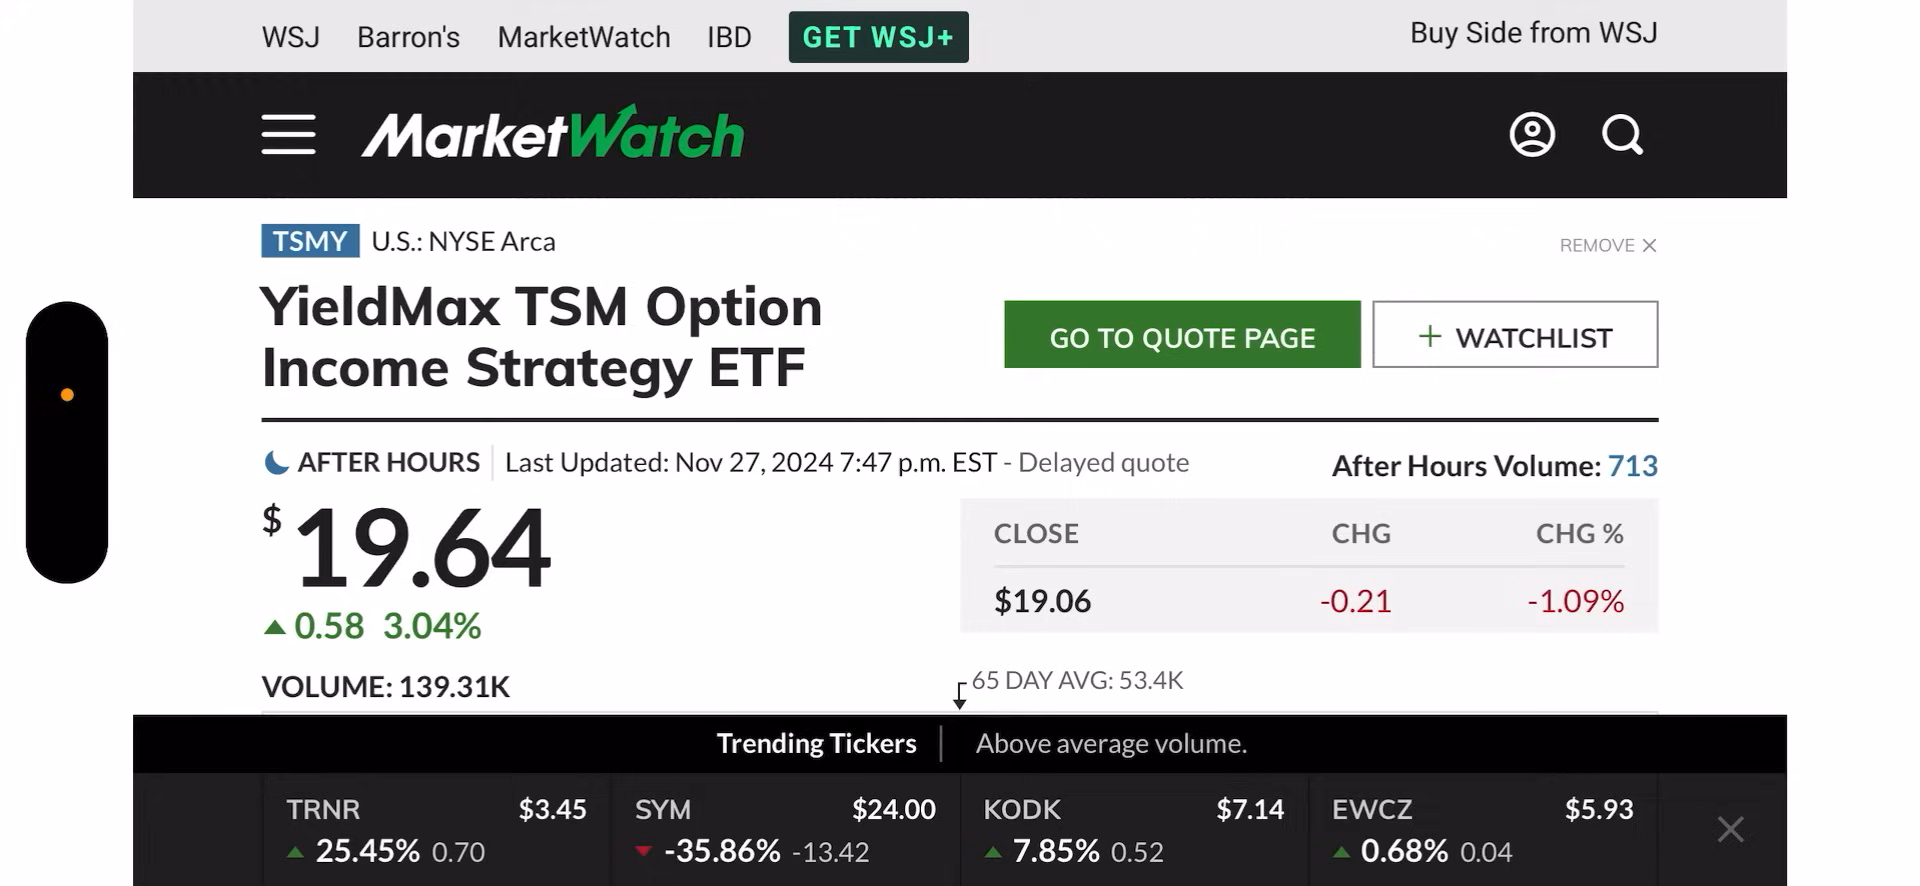 WSJ Barron's MarketWatch IBD GET WSJ+ Buy Side from WSJ
MarketWatch
TSMY U.S.: NYSE Arca REMOVE ×
YieldMax TSM Option
Income Strategy ETF
GO TO QUOTE PAGE + WATCHLIST
AFTER HOURS Last Updated: Nov 27, 2024 7:47 p.m. EST - Delayed quote After Hours Volume: 713
$ 19.64
0.58 3.04%
CLOSE CHG CHG %
$19.06 -0.21 -1.09%
VOLUME: 139.31K 65 DAY AVG: 53.4K
Trending Tickers | Above average volume.
TRNR $3.45
25.45% 0.70
SYM $24.00
-35.86% -13.42
KODK $7.14
7.85% 0.52
EWCZ $5.93
0.68% 0.04